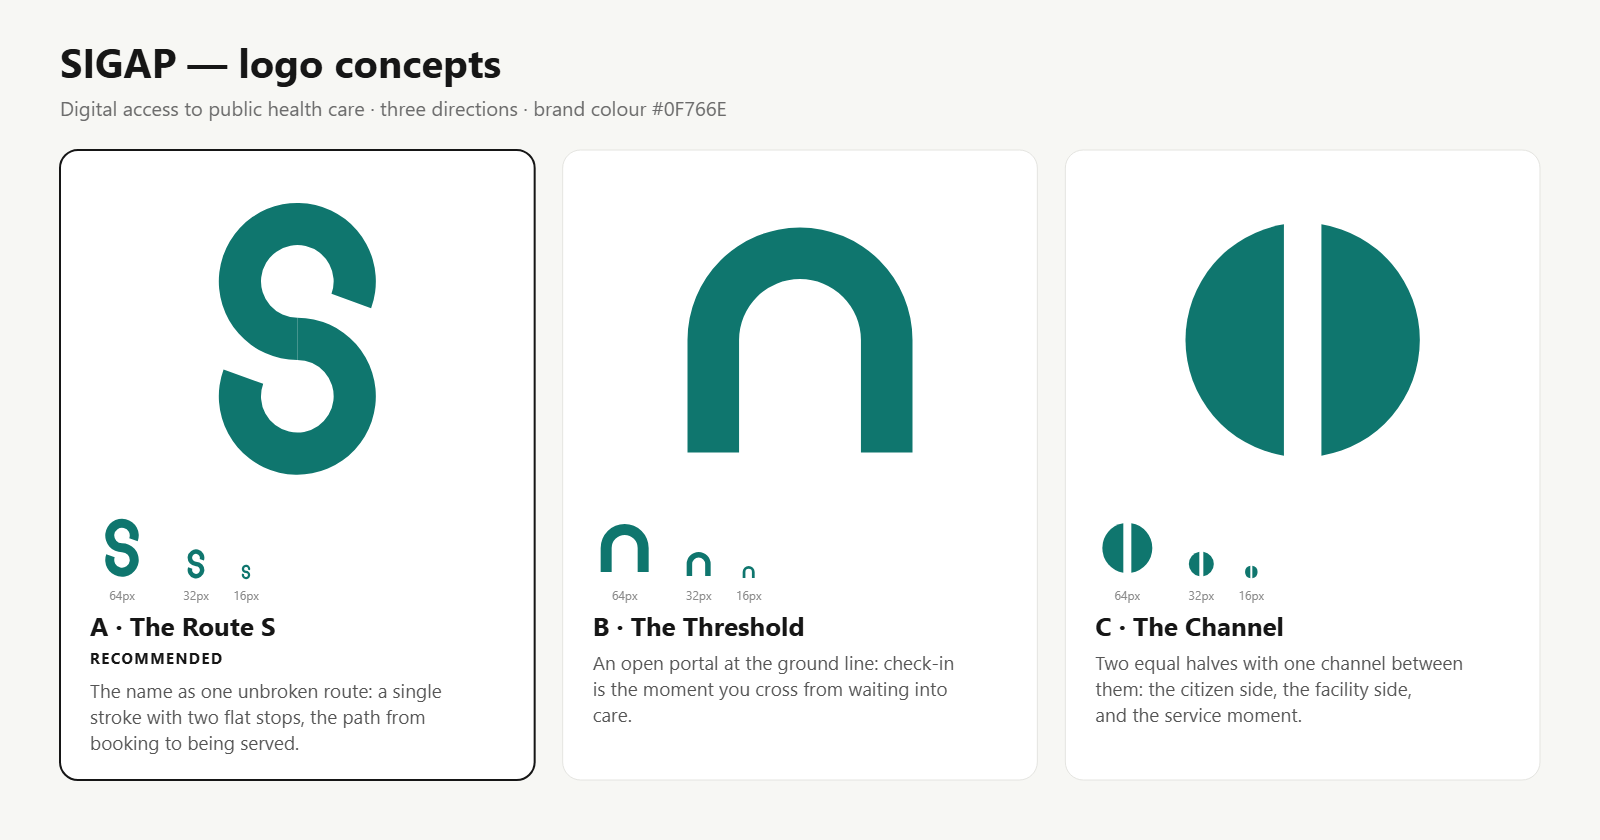 SIGAP — logo concepts
Digital access to public health care · three directions · brand colour #0F766E
S
S
S
S
64px
32px
16px
A · The Route S
RECOMMENDED
The name as one unbroken route: a single
stroke with two flat stops, the path from
booking to being served.
64px
32px
16px
B · The Threshold
An open portal at the ground line: check-in
is the moment you cross from waiting into
care.
64px
32px
16px
C · The Channel
Two equal halves with one channel between
them: the citizen side, the facility side,
and the service moment.